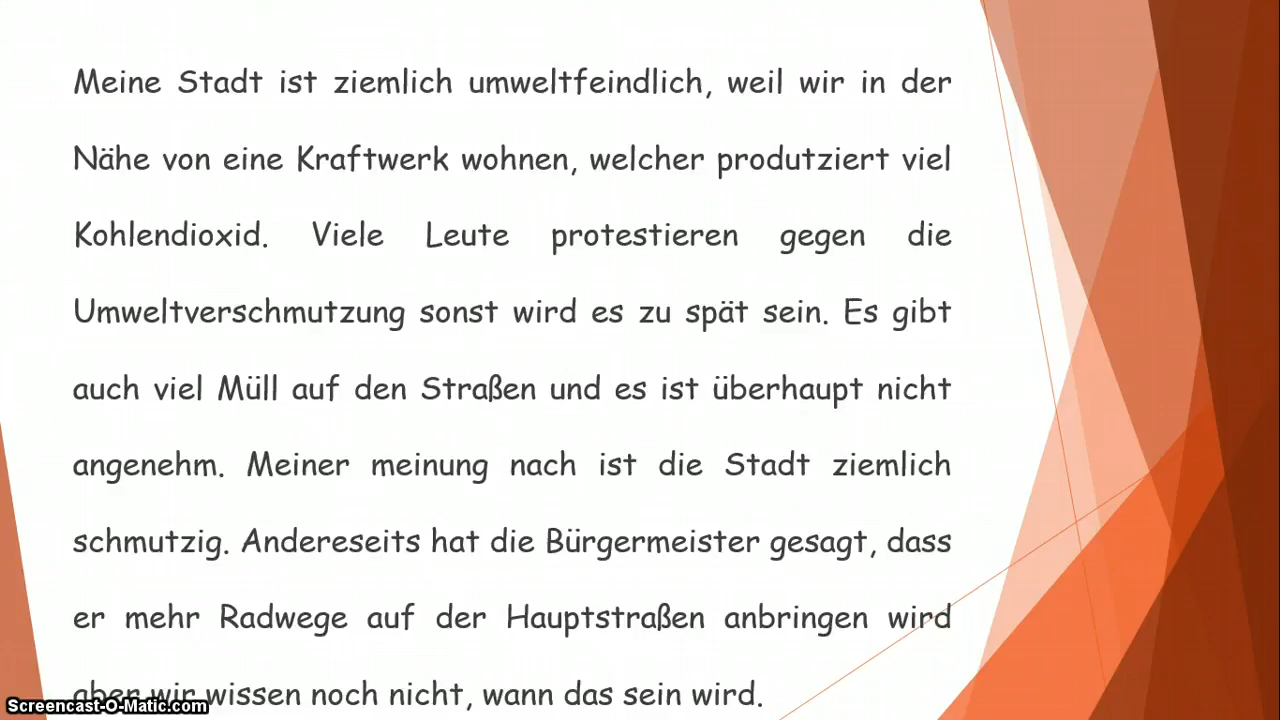 Meine Stadt ist ziemlich umweltfeindlich, weil wir in der
Nähe von eine Kraftwerk wohnen, welcher produtziert viel
Kohlendioxid. Viele Leute protestieren gegen die
Umweltverschmutzung sonst wird es zu spät sein. Es gibt
auch viel Müll auf den Straßen und es ist überhaupt nicht
angenehm. Meiner meinung nach ist die Stadt ziemlich
schmutzig. Andereseits hat die Bürgermeister gesagt, dass
er mehr Radwege auf der Hauptstraßen anbringen wird
aber wir wissen noch nicht, wann das sein wird.
Screencast-O-Matic.com